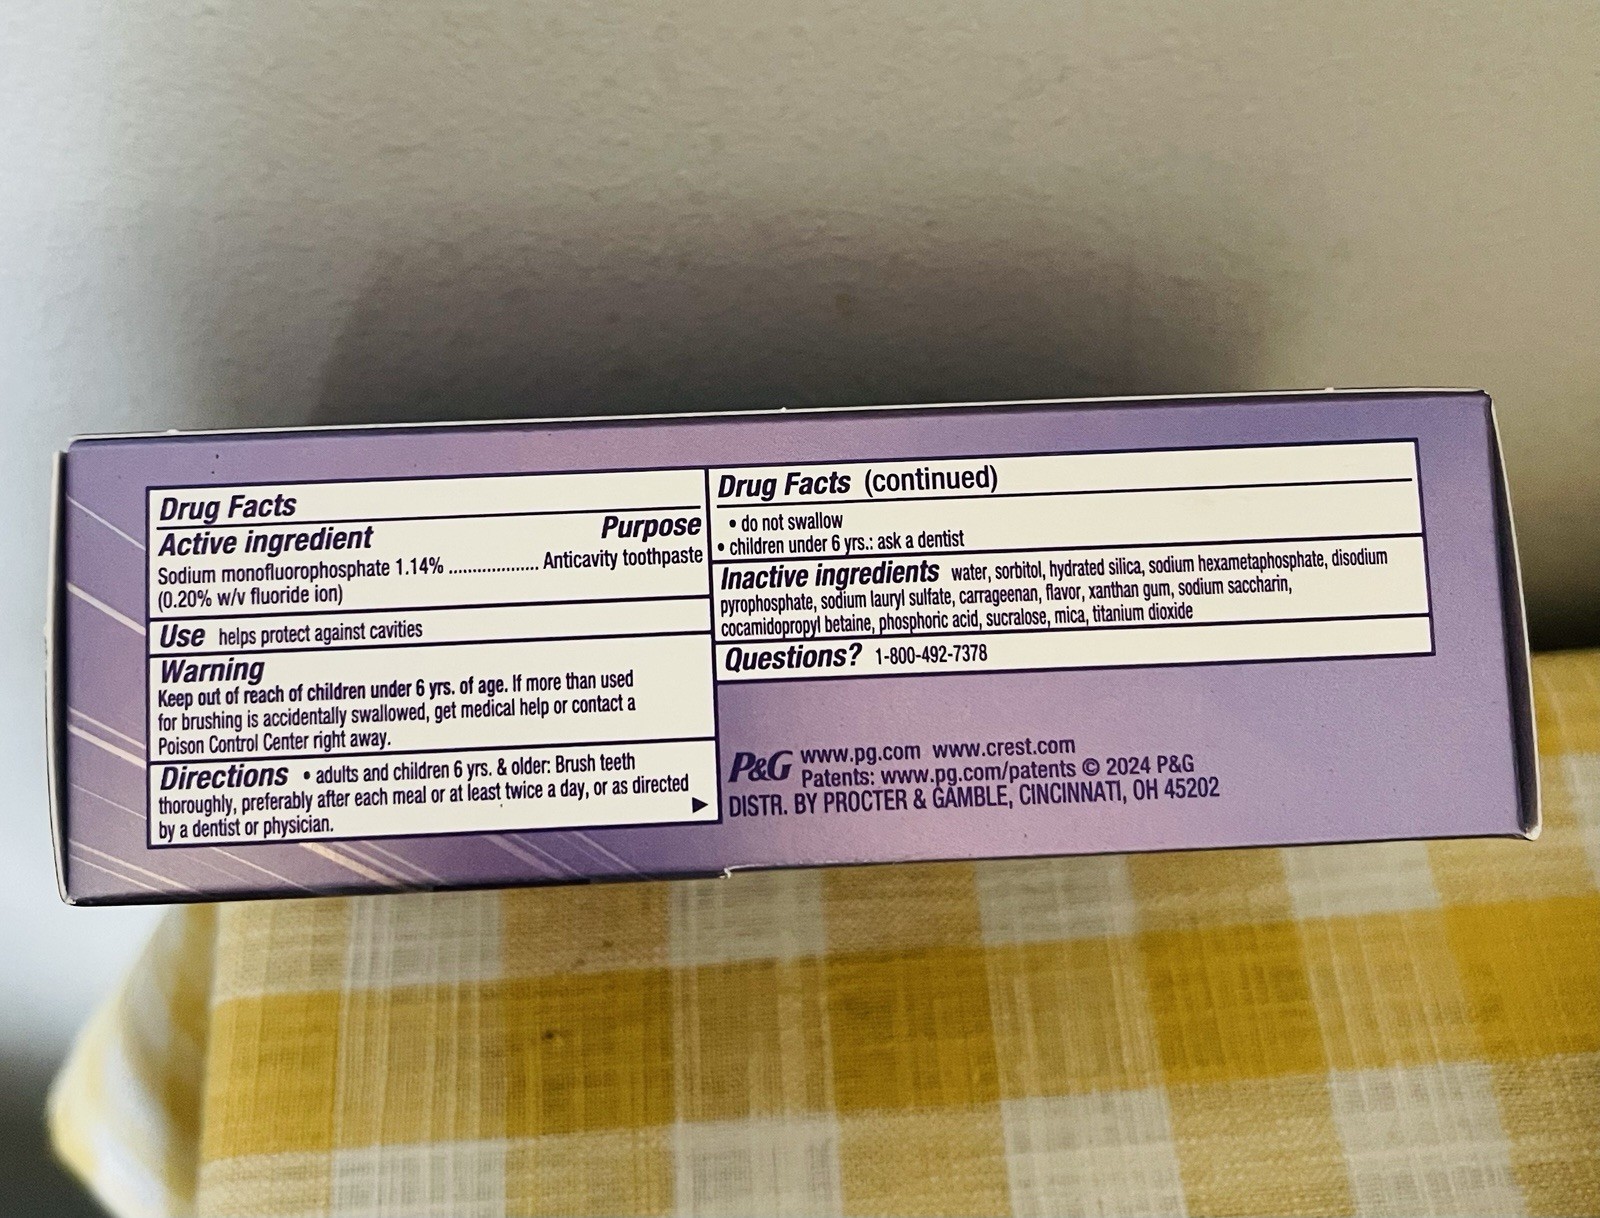 Drug Facts
Active ingredient Purpose
Sodium monofluorophosphate 1.14% ................... Anticavity toothpaste
(0.20% w/v fluoride ion)
Use helps protect against cavities
Warning
Keep out of reach of children under 6 yrs. of age. If more than used
for brushing is accidentally swallowed, get medical help or contact a
Poison Control Center right away.
Directions • adults and children 6 yrs. & older: Brush teeth
thoroughly, preferably after each meal or at least twice a day, or as directed
by a dentist or physician.
Drug Facts (continued)
• do not swallow
• children under 6 yrs.: ask a dentist
Inactive ingredients water, sorbitol, hydrated silica, sodium hexametaphosphate, disodium
pyrophosphate, sodium lauryl sulfate, carrageenan, flavor, xanthan gum, sodium saccharin,
cocamidopropyl betaine, phosphoric acid, sucralose, mica, titanium dioxide
Questions? 1-800-492-7378
P&G www.pg.com www.crest.com
Patents: www.pg.com/patents © 2024 P&G
DISTR. BY PROCTER & GAMBLE, CINCINNATI, OH 45202